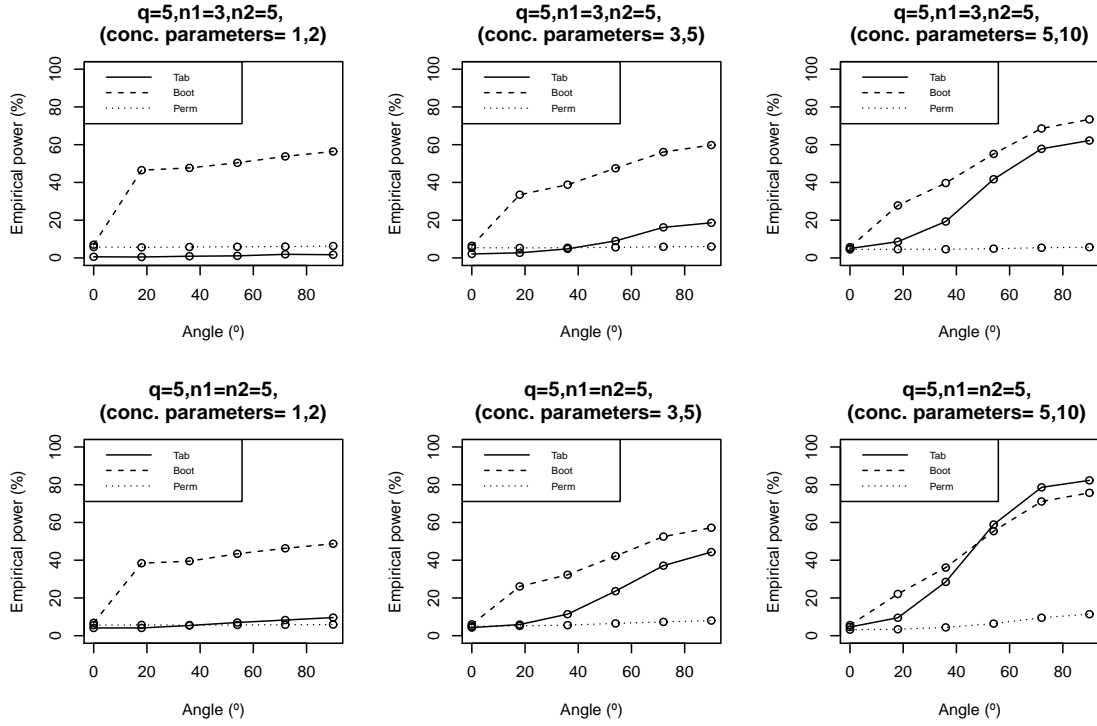 q=5,n1=3,n2=5,
(conc. parameters= 1,2)
Tab
Boot
Perm
Empirical power (%)
100
80
60
40
20
0
0 20 40 60 80
Angle (º)
q=5,n1=3,n2=5,
(conc. parameters= 3,5)
Tab
Boot
Perm
Empirical power (%)
100
80
60
40
20
0
0 20 40 60 80
Angle (º)
q=5,n1=3,n2=5,
(conc. parameters= 5,10)
Tab
Boot
Perm
Empirical power (%)
100
80
60
40
20
0
0 20 40 60 80
Angle (º)
q=5,n1=n2=5,
(conc. parameters= 1,2)
Tab
Boot
Perm
Empirical power (%)
100
80
60
40
20
0
0 20 40 60 80
Angle (º)
q=5,n1=n2=5,
(conc. parameters= 3,5)
Tab
Boot
Perm
Empirical power (%)
100
80
60
40
20
0
0 20 40 60 80
Angle (º)
q=5,n1=n2=5,
(conc. parameters= 5,10)
Tab
Boot
Perm
Empirical power (%)
100
80
60
40
20
0
0 20 40 60 80
Angle (º)